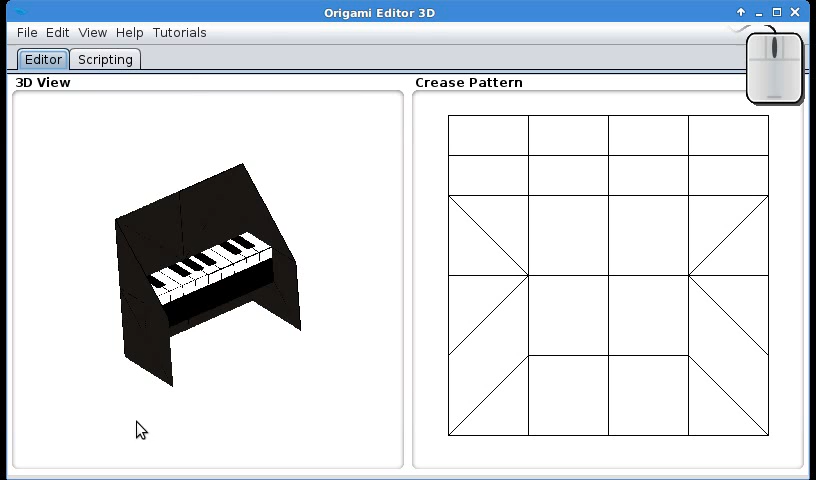 Origami Editor 3D
File Edit View Help Tutorials
Editor Scripting
3D View
Crease Pattern